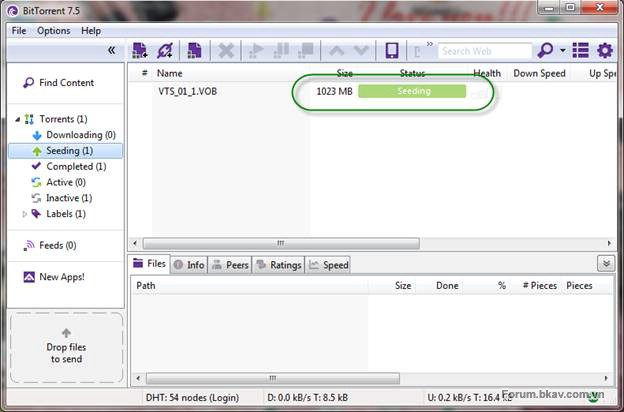 BitTorrent 7.5
File Options Help
Search Web
Find Content
Torrents (1)
Downloading (0)
Seeding (1)
Completed (1)
Active (0)
Inactive (1)
Labels (1)
Feeds (0)
New Apps!
Drop files
to send
# Name Size Status Health Down Speed Up Spe
VTS_01_1.VOB 1023 MB Seeding
Files Info Peers Ratings Speed
Path Size Done % # Pieces Pieces
DHT: 54 nodes (Login) D: 0.0 kB/s T: 8.5 kB U: 0.2 kB/s T: 16.4
Forum.bkav.com.vn